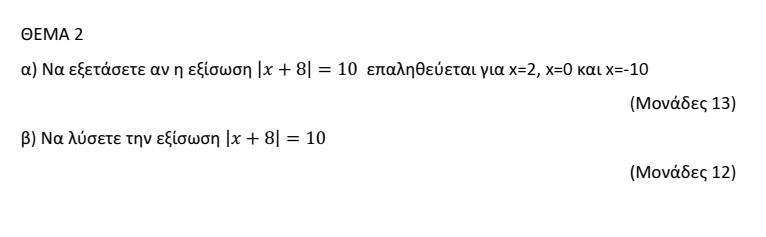 ΘΕΜΑ 2
α) Να εξετάσετε αν η εξίσωση |x + 8| = 10 επαληθεύεται για x=2, x=0 και x=-10
(Μονάδες 13)
β) Να λύσετε την εξίσωση |x + 8| = 10
(Μονάδες 12)